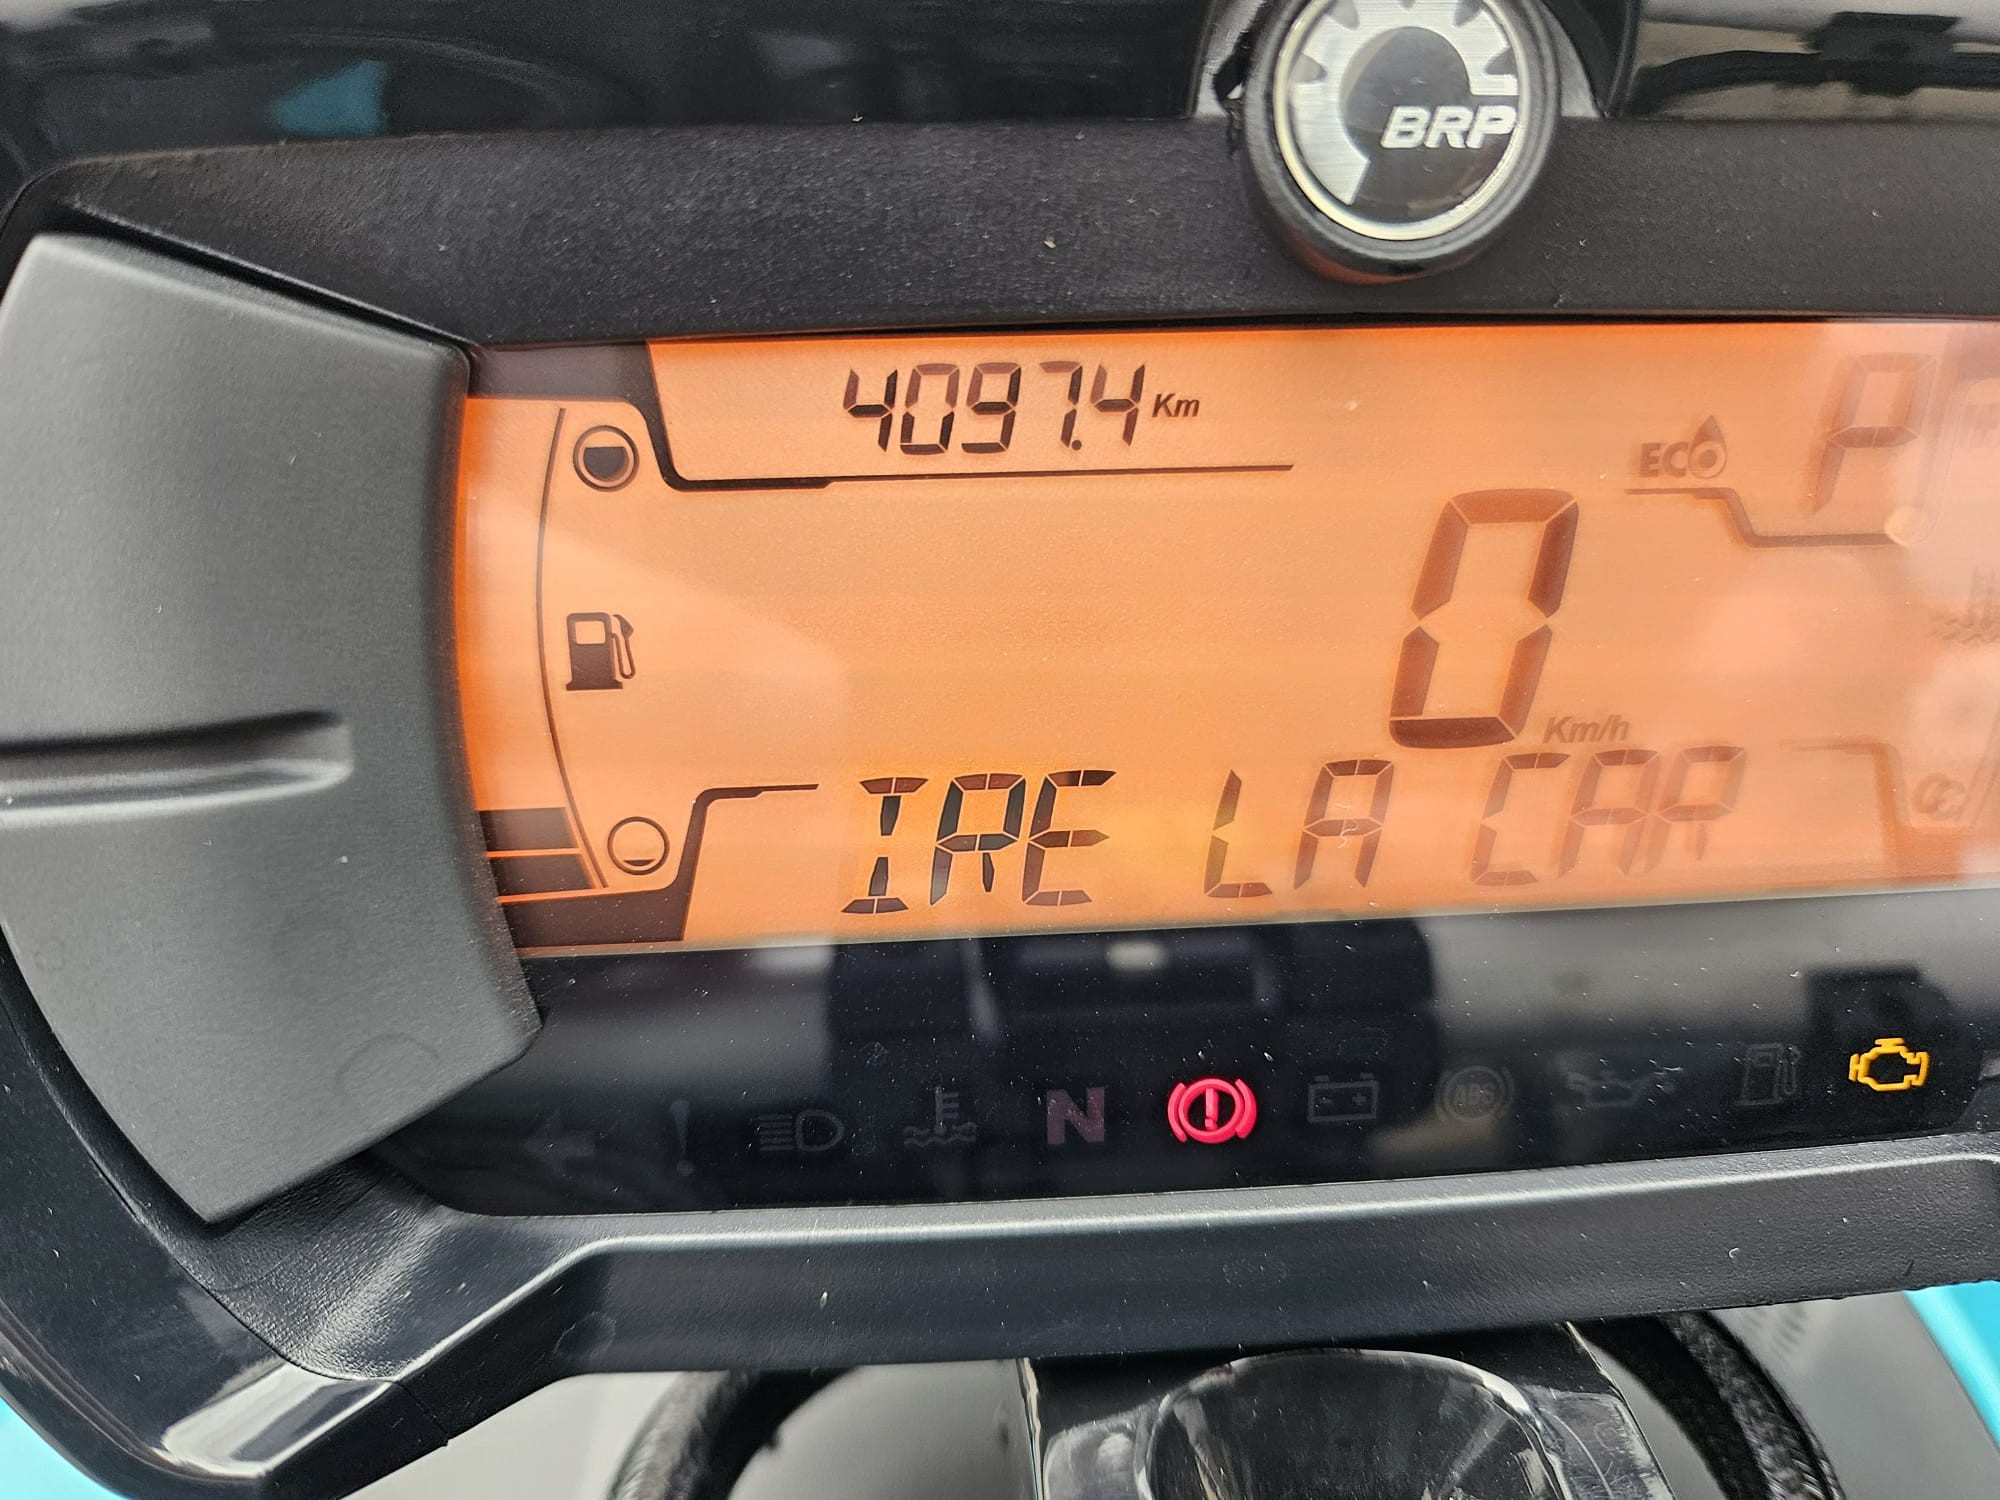 BRP
4097.4 Km
ECO
P
0
Km/h
IRE LA CAR
N
ABS